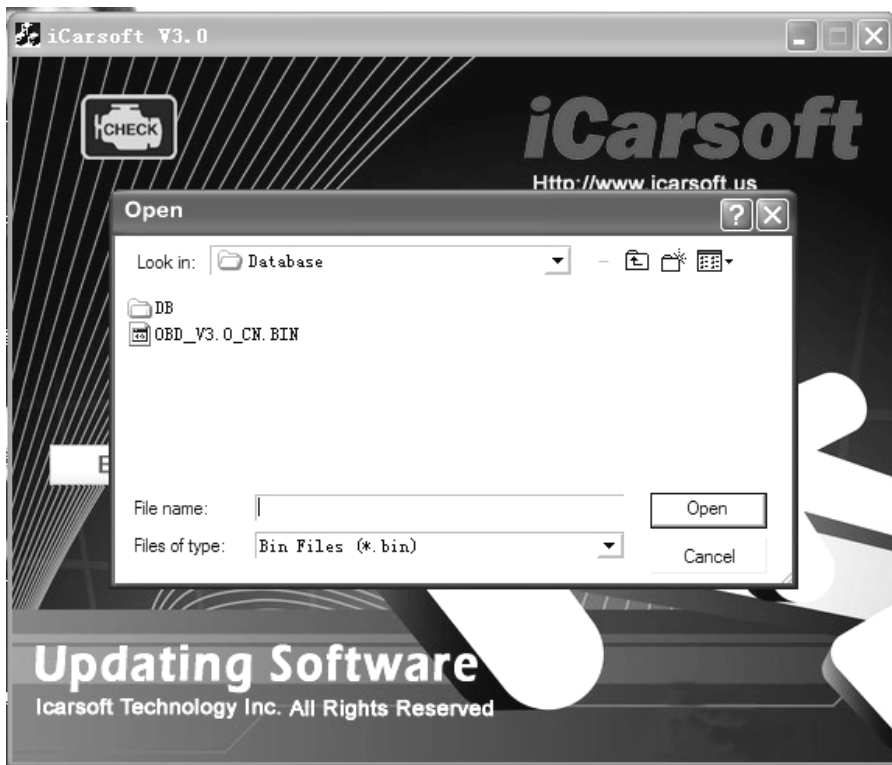 iCarsoft V3.0
CHECK
iCarsoft
Http://www.icarsoft.us
Open
Look in: Database
DB
OBD_V3.0_CN.BIN
E
File name:
Open
Files of type: Bin Files (*.bin)
Cancel
Updating Software
Icarsoft Technology Inc. All Rights Reserved